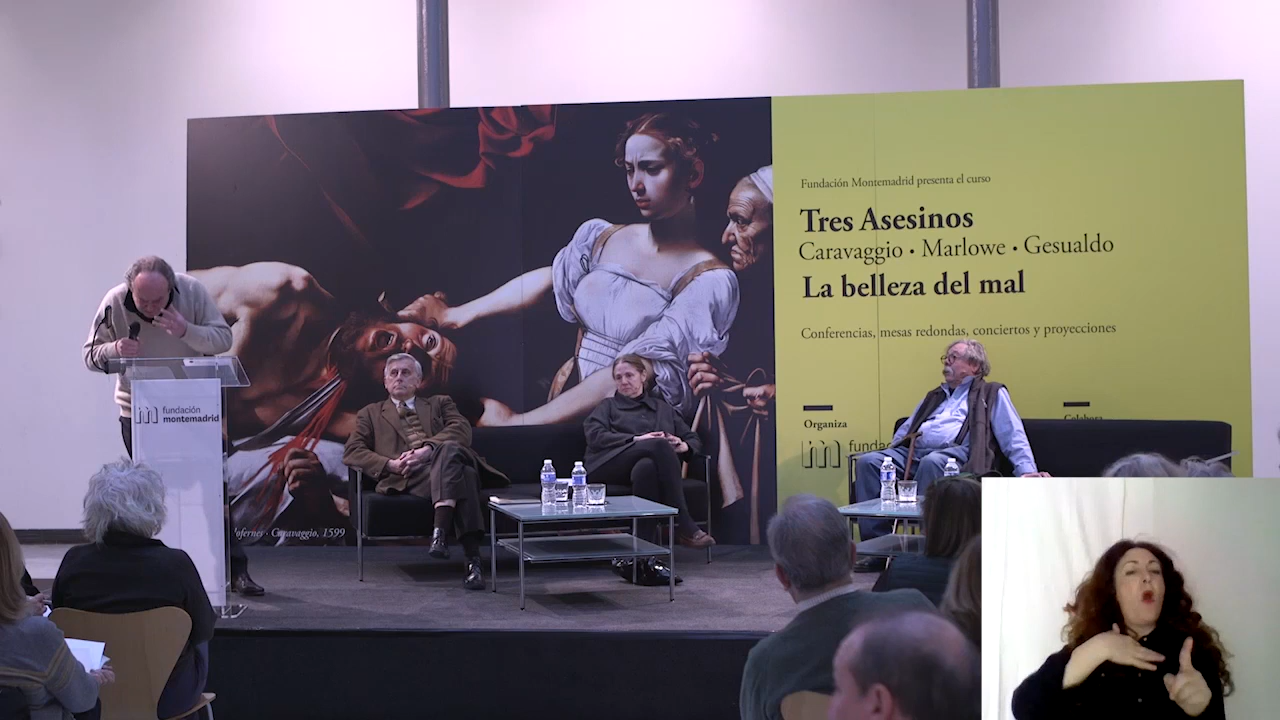 Fundación Montemadrid presenta el curso
Tres Asesinos
Caravaggio • Marlowe • Gesualdo
La belleza del mal
Conferencias, mesas redondas, conciertos y proyecciones
Organiza
Colabora
fundación
montemadrid
Caravaggio, 1599